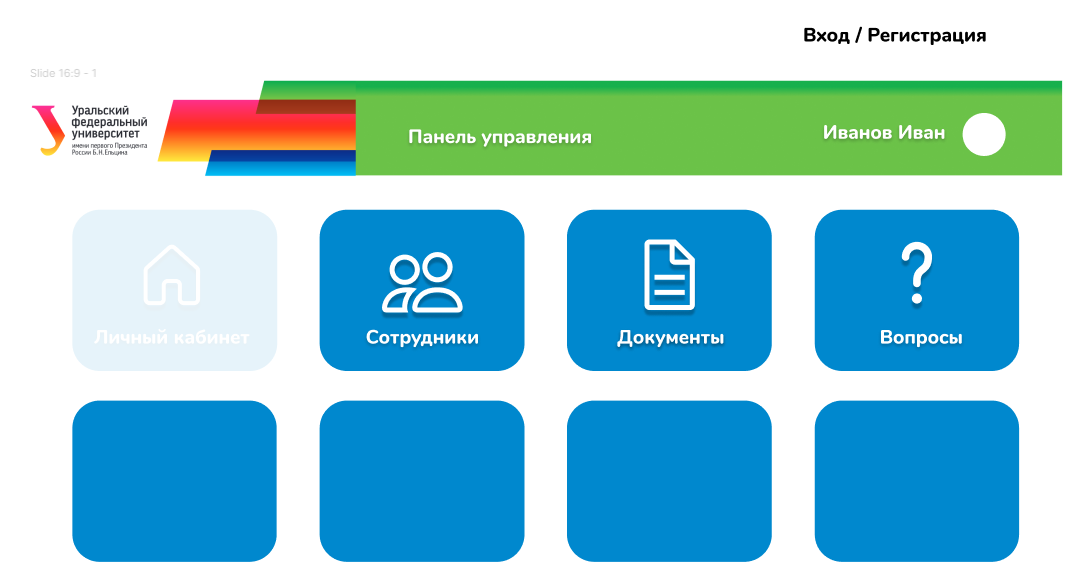 Вход / Регистрация
Slide 16:9 - 1
Уральский
федеральный
университет
имени первого Президента
России Б.Н.Ельцина
Панель управления
Иванов Иван
Личный кабинет
Сотрудники
Документы
Вопросы